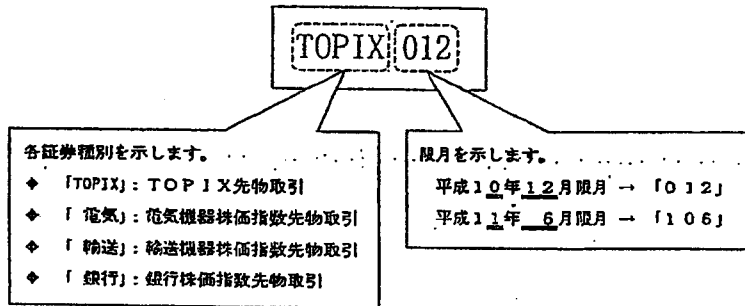 TOPIX 012
各証券種別を示します。
◆ 「TOPIX」：ＴＯＰＩＸ先物取引
◆ 「 電気」：電気機器株価指数先物取引
◆ 「 輸送」：輸送機器株価指数先物取引
◆ 「 銀行」：銀行株価指数先物取引
限月を示します。
平成１０年１２月限月 → 「０１２」
平成１１年　６月限月 → 「１０６」